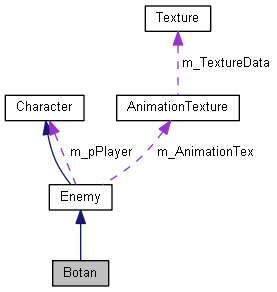 Texture
m_TextureData
Character
AnimationTexture
m_pPlayer
m_AnimationTex
Enemy
Botan